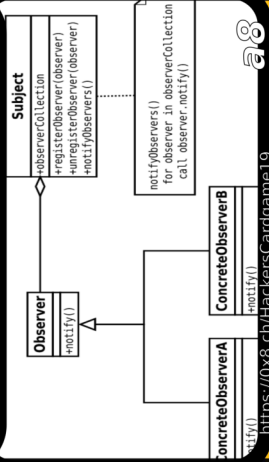 Subject
+observerCollection
+registerObserver(observer)
+unregisterObserver(observer)
+notifyObservers()
notifyObservers()
for observer in observerCollection
call observer.notify()
Observer
+notify()
ConcreteObserverA
+notify()
ConcreteObserverB
+notify()
a8
https://0x8.ch/HackersCardgame19